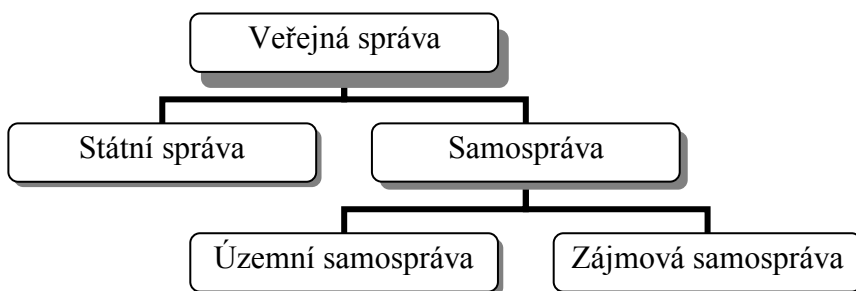 Veřejná správa
Státní správa
Samospráva
Územní samospráva
Zájmová samospráva